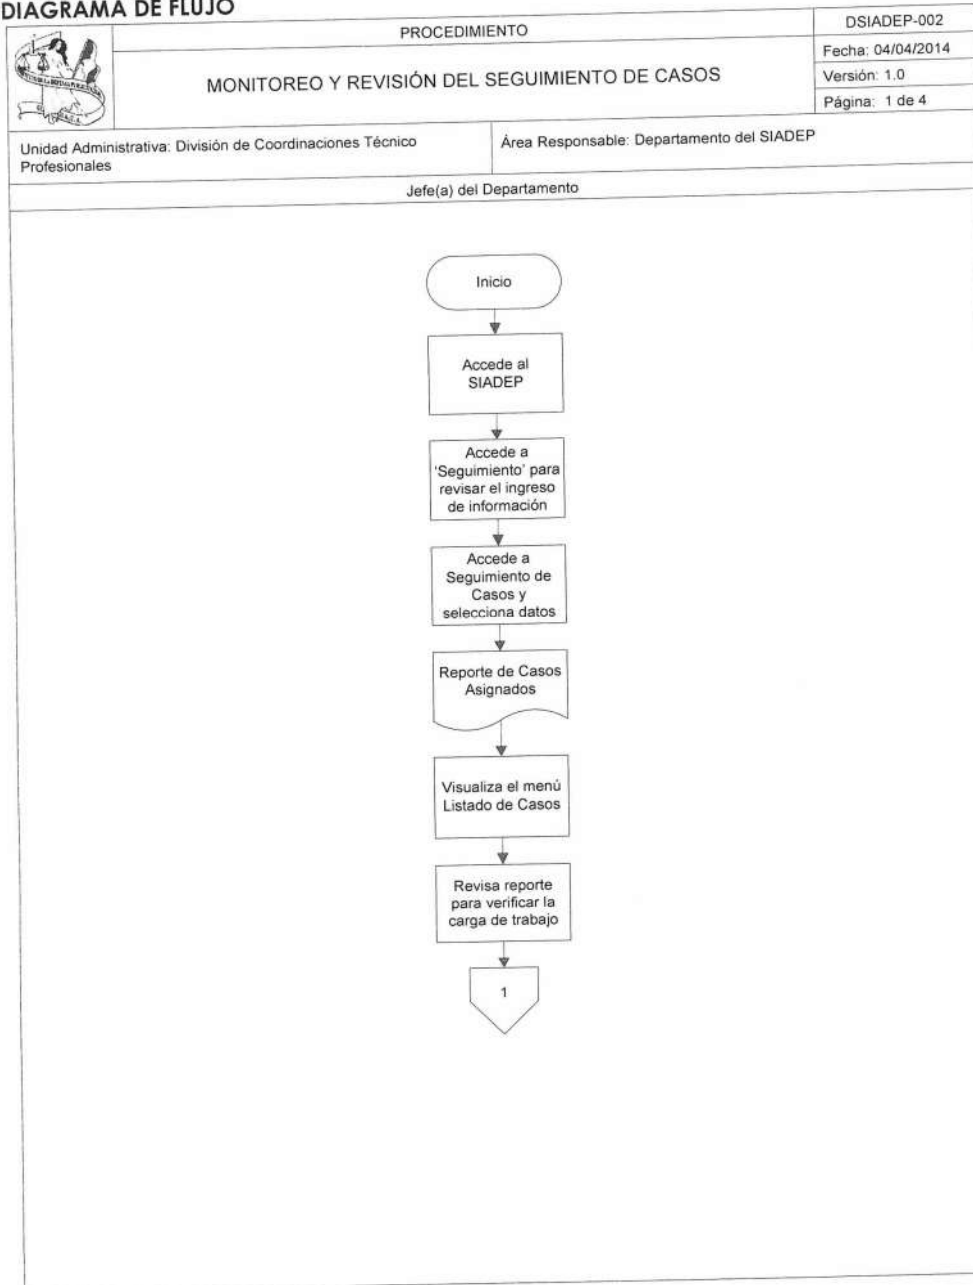 DIAGRAMA DE FLUJO
PROCEDIMIENTO
DSIADEP-002
MONITOREO Y REVISIÓN DEL SEGUIMIENTO DE CASOS
Fecha: 04/04/2014
Versión: 1.0
Página: 1 de 4
Unidad Administrativa: División de Coordinaciones Técnico
Profesionales
Área Responsable: Departamento del SIADEP
Jefe(a) del Departamento
Inicio
Accede al
SIADEP
Accede a
'Seguimiento' para
revisar el ingreso
de información
Accede a
Seguimiento de
Casos y
selecciona datos
Reporte de Casos
Asignados
Visualiza el menú
Listado de Casos
Revisa reporte
para verificar la
carga de trabajo
1